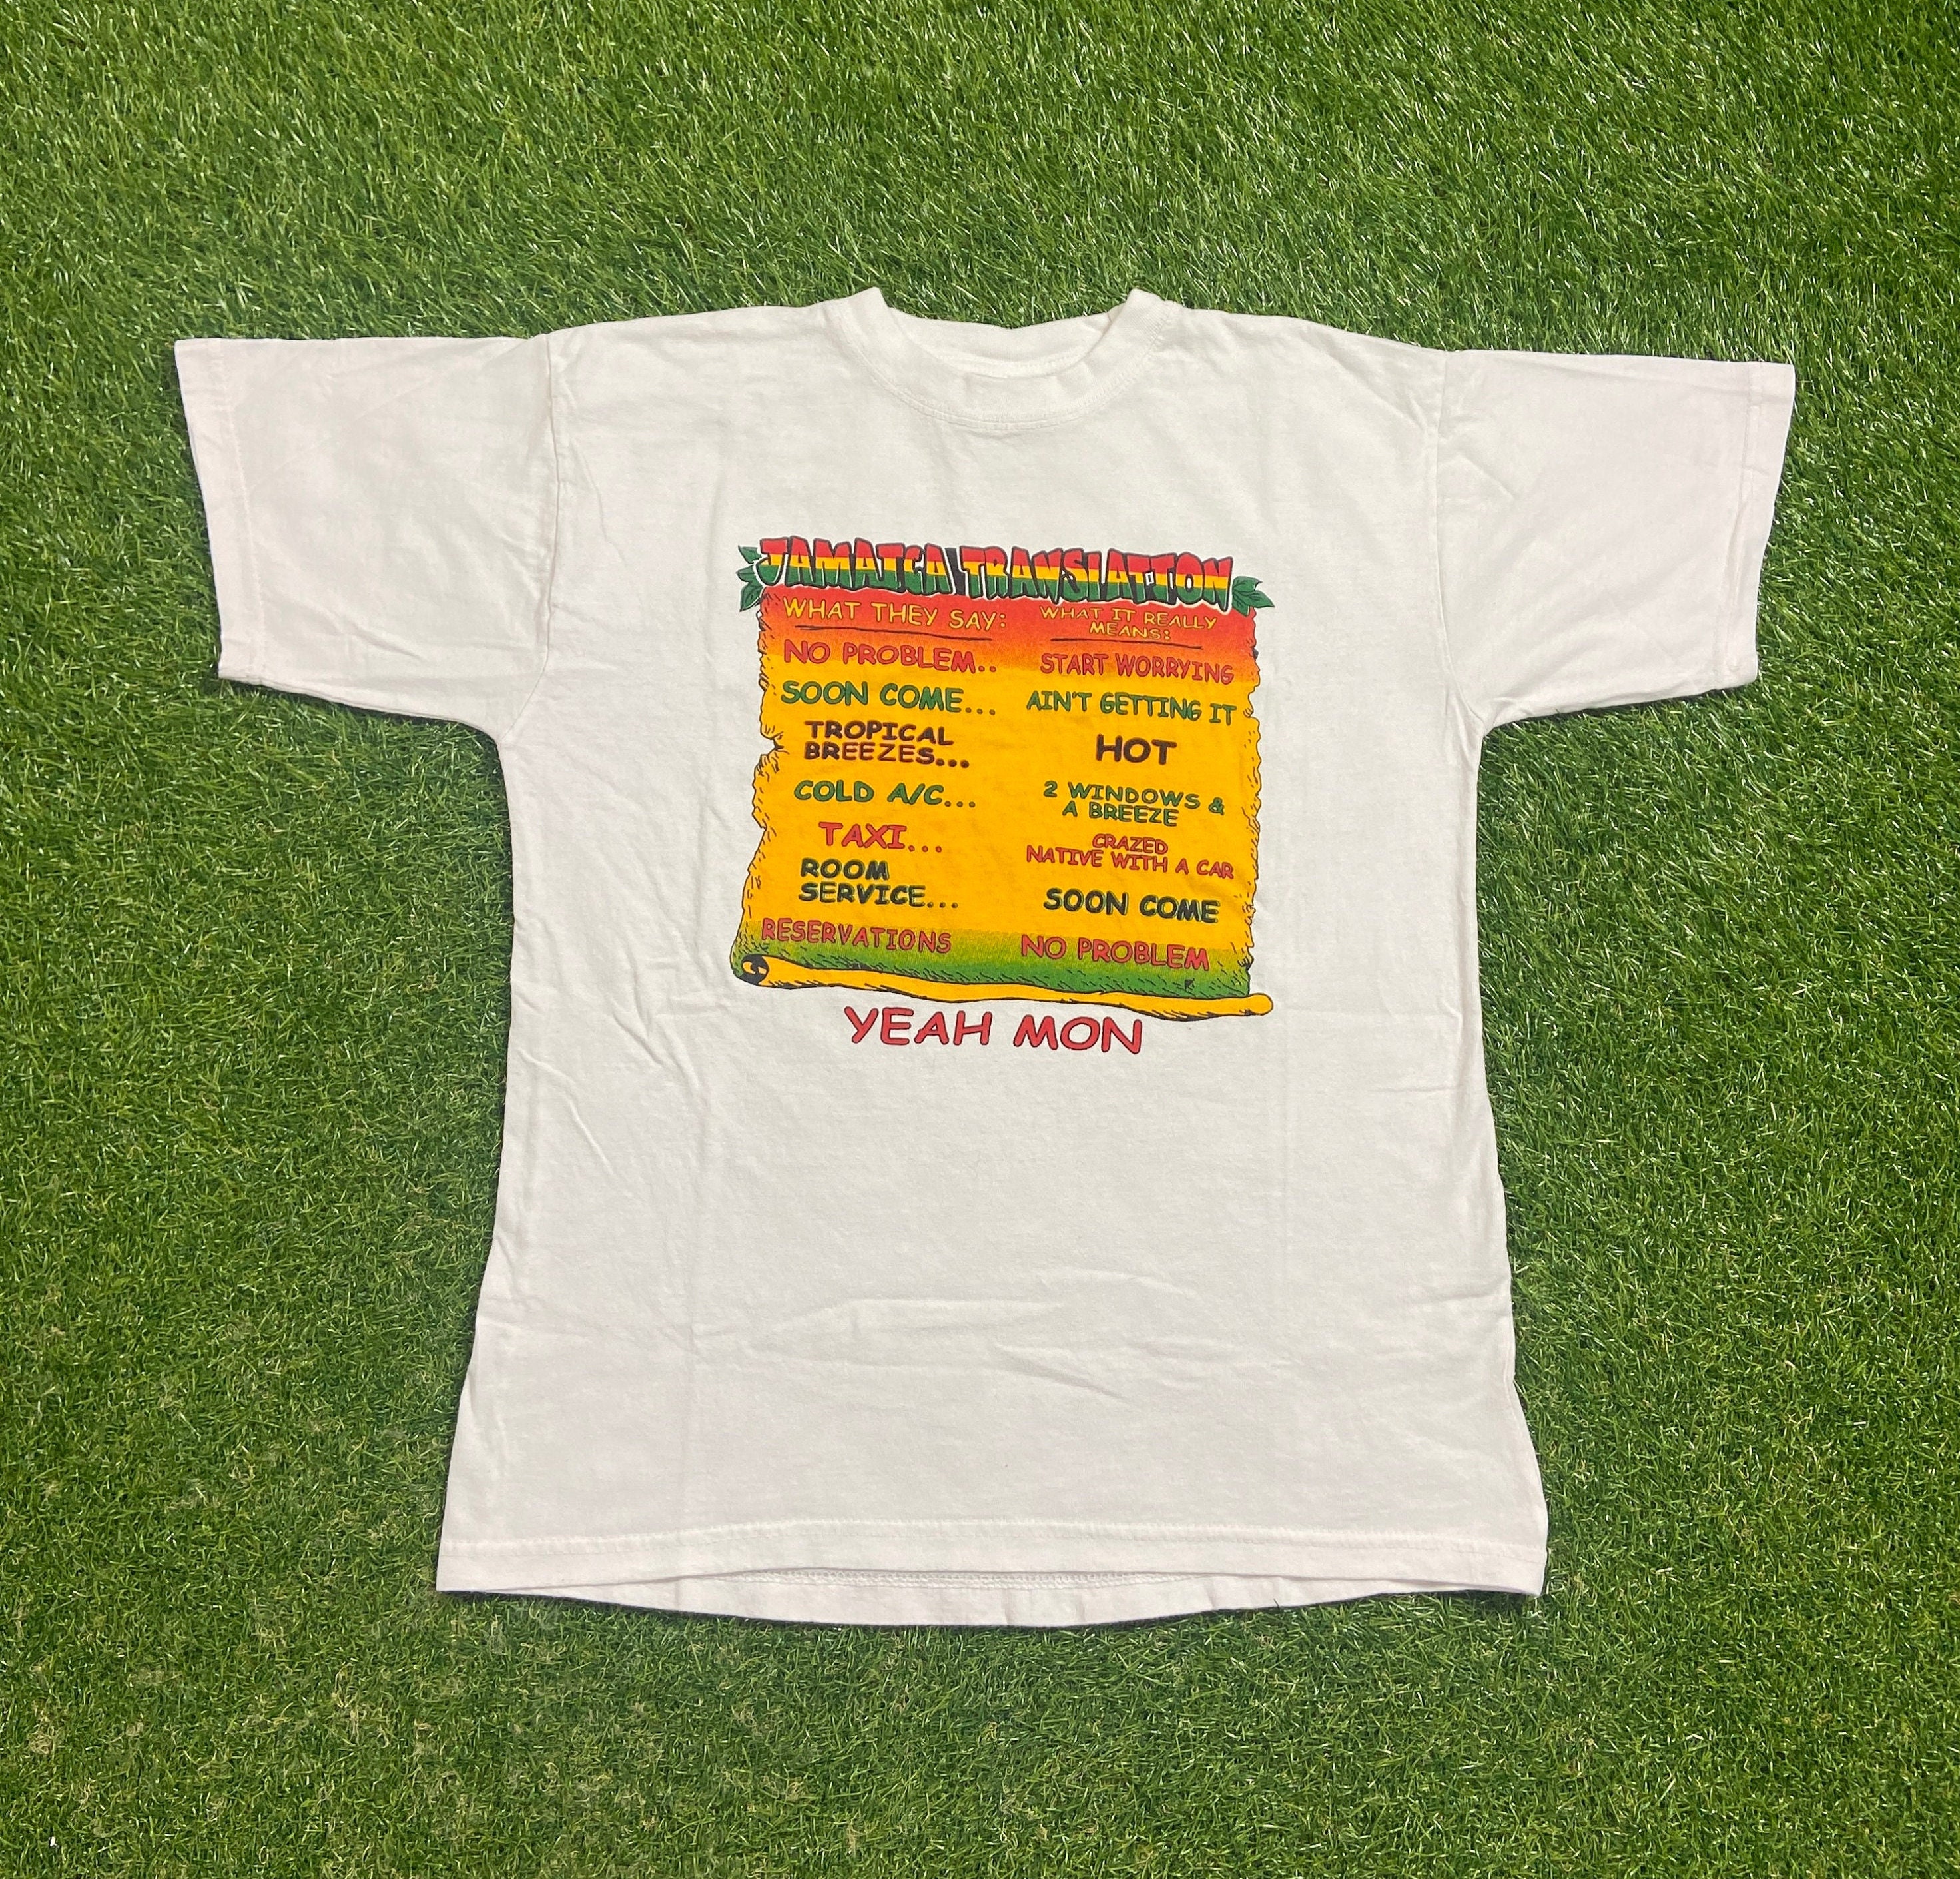 JAMAICA TRANSLATION
WHAT THEY SAY: WHAT IT REALLY
MEANS:
NO PROBLEM.. START WORRYING
SOON COME... AIN'T GETTING IT
TROPICAL
BREEZES... HOT
COLD A/C... 2 WINDOWS &
A BREEZE
TAXI... CRAZED
NATIVE WITH A CAR
ROOM
SERVICE... SOON COME
RESERVATIONS NO PROBLEM
YEAH MON